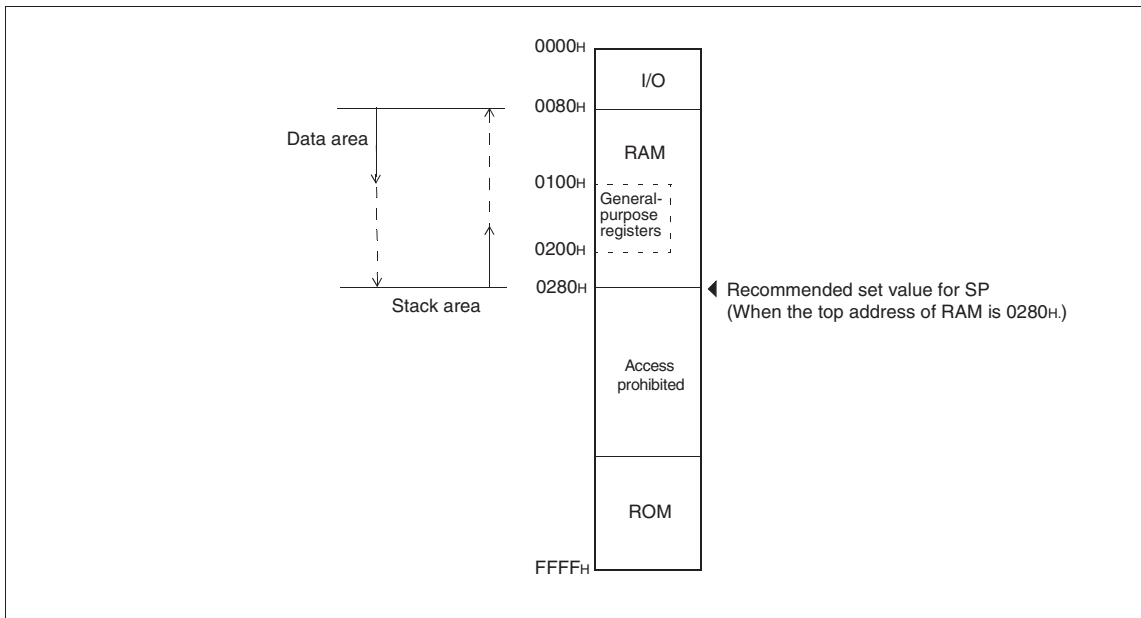 0000H
I/O
0080H
Data area
RAM
0100H
General-
purpose
registers
0200H
0280H
Stack area
Recommended set value for SP
(When the top address of RAM is 0280H.)
Access
prohibited
ROM
FFFFH